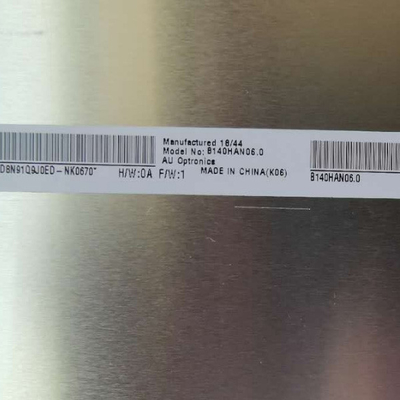 Manufactured 18/44
Model No: B140HAN06.0
AU Optronics
D8N91Q9J0ED-NK0670" H/W:0A F/W:1 MADE IN CHINA(K06) B140HAN06.0